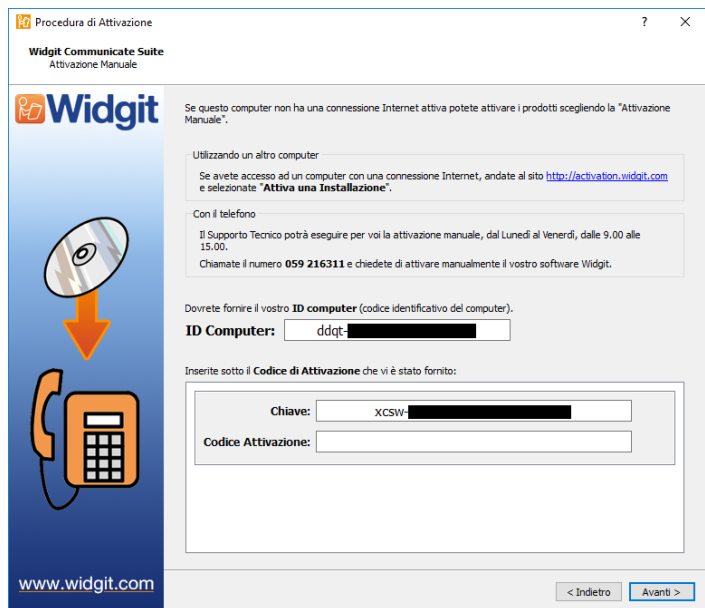 Procedura di Attivazione
Widgit Communicate Suite
Attivazione Manuale
Widgit
Se questo computer non ha una connessione Internet attiva potete attivare i prodotti scegliendo la "Attivazione
Manuale".
Utilizzando un altro computer
Se avete accesso ad un computer con una connessione Internet, andate al sito http://activation.widgit.com
e selezionate "Attiva una Installazione".
Con il telefono
Il Supporto Tecnico potrà eseguire per voi la attivazione manuale, dal Lunedì al Venerdì, dalle 9.00 alle
15.00.
Chiamate il numero 059 216311 e chiedete di attivare manualmente il vostro software Widgit.
Dovrete fornire il vostro ID computer (codice identificativo del computer).
ID Computer: ddqt-
Inserite sotto il Codice di Attivazione che vi è stato fornito:
Chiave: xcsw-
Codice Attivazione:
www.widgit.com
< Indietro Avanti >